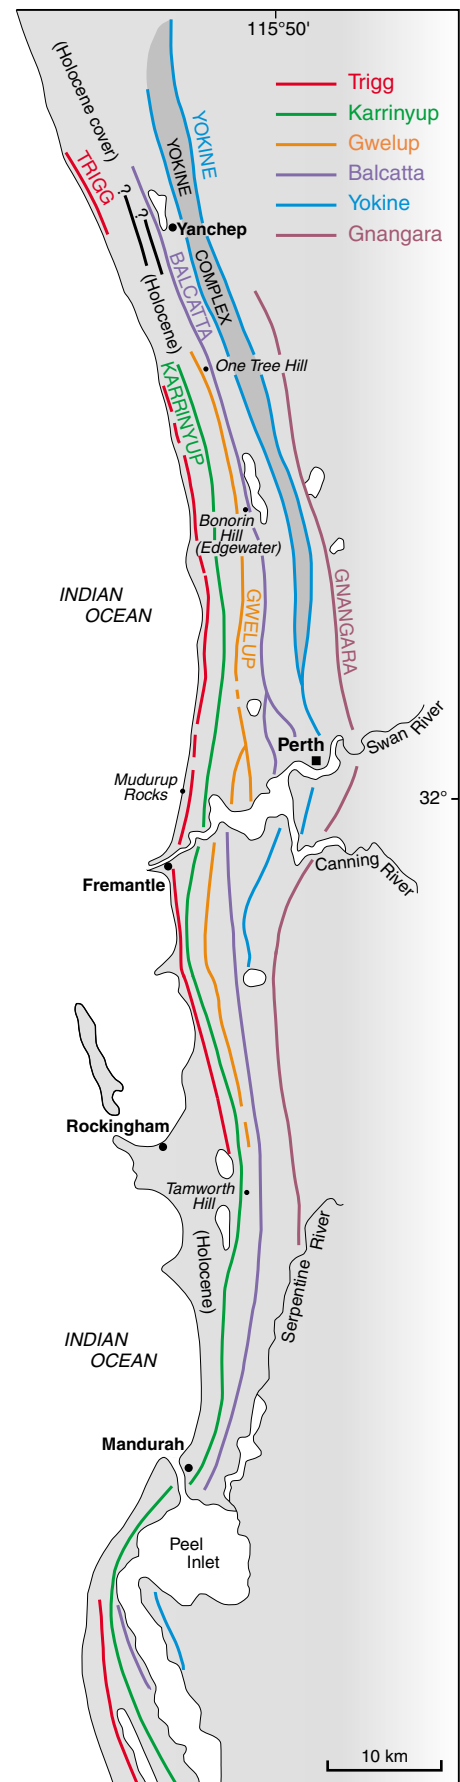 115°50'
(Holocene cover)
Trigg
Karrinyup
Gwelup
Balcatta
Yokine
Gnangara
YOKINE
YOKINE
COMPLEX
TRIGG
?
?
Yanchep
BALCATTA
(Holocene)
One Tree Hill
KARRINYUP
Bonorin
Hill
(Edgewater)
INDIAN
OCEAN
GWELUP
GNANGARA
Swan River
Perth
Mudurup
Rocks
32°
Canning
River
Fremantle
Rockingham
Tamworth
Hill
(Holocene)
Serpentine River
INDIAN
OCEAN
Mandurah
Peel
Inlet
10 km